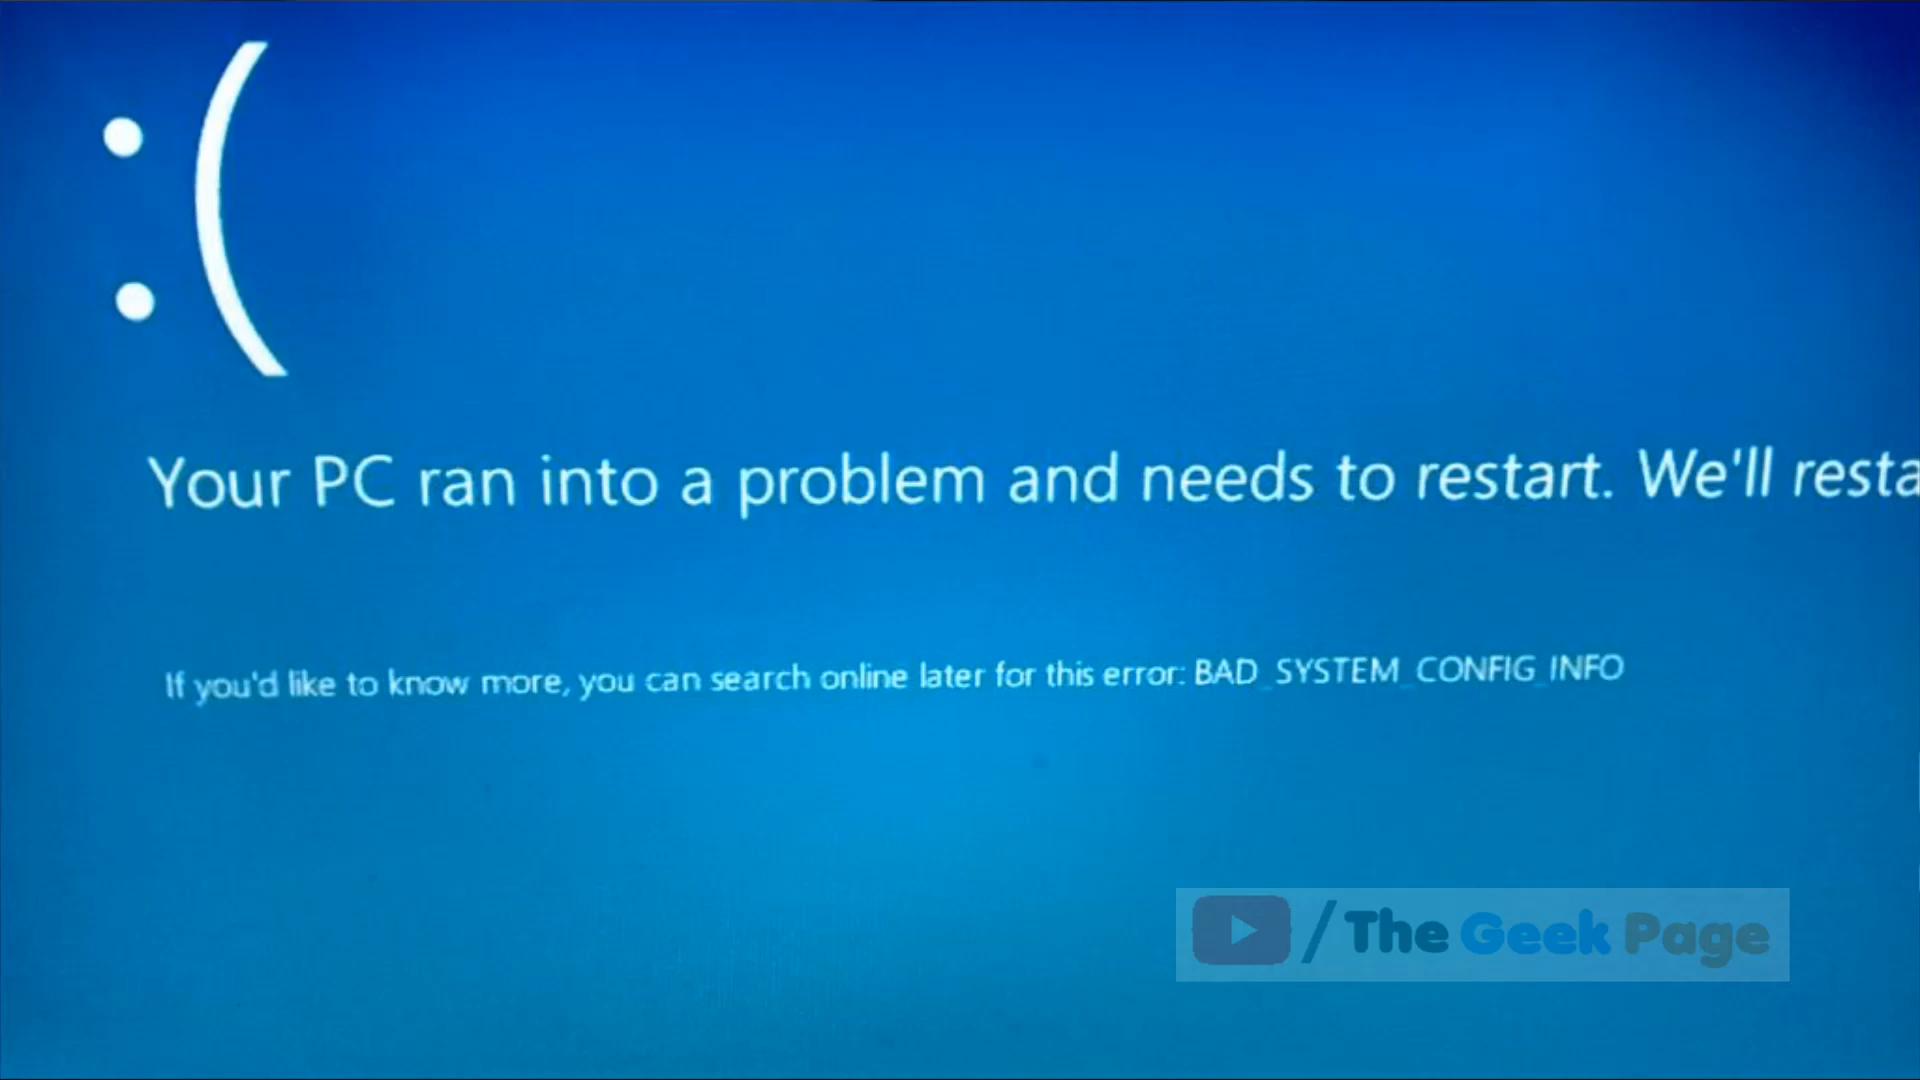 :(
Your PC ran into a problem and needs to restart. We'll resta
If you'd like to know more, you can search online later for this error: BAD_SYSTEM_CONFIG_INFO
/The Geek Page